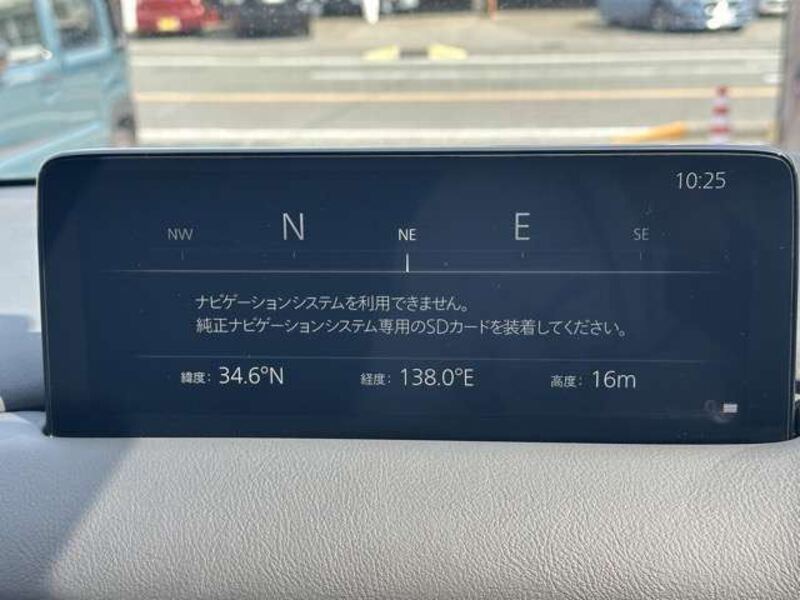 10:25
NW N NE E SE
ナビゲーションシステムを利用できません。
純正ナビゲーションシステム専用のSDカードを装着してください。
緯度: 34.6°N 経度: 138.0°E 高度: 16m